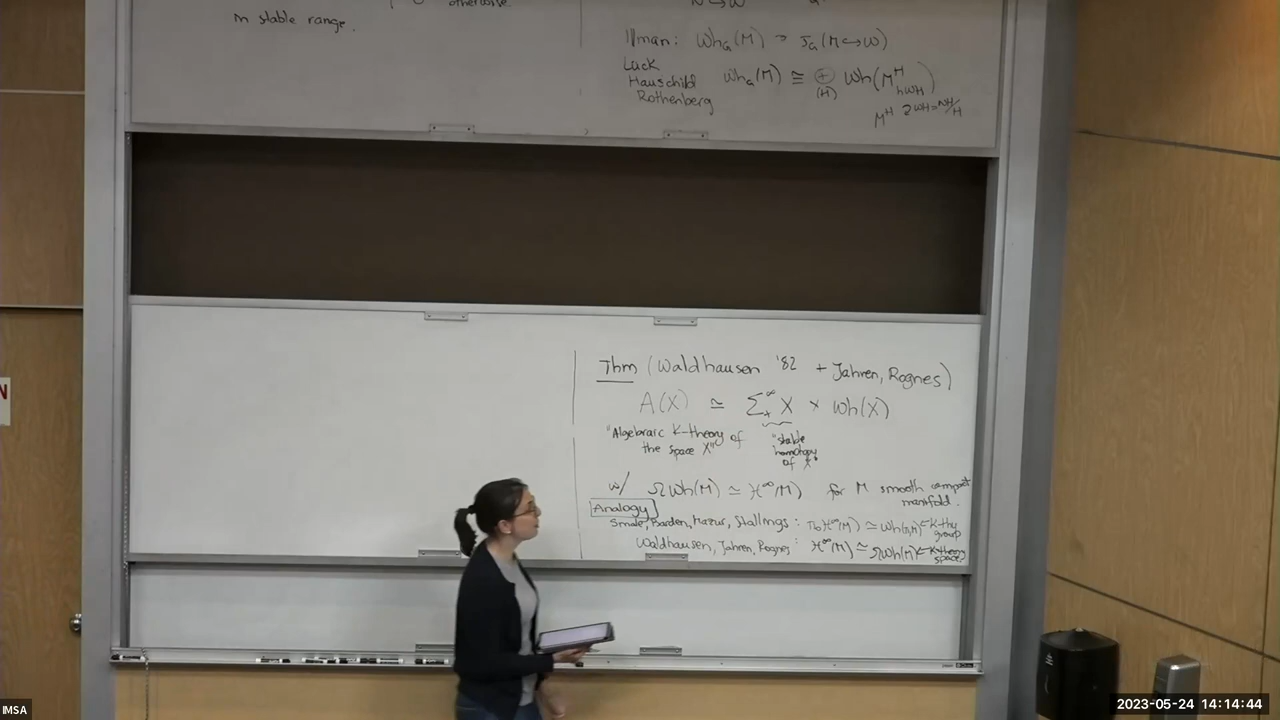 otherwise.
m stable range.
Illman: Wh_G(M) → J_G(M↪W)
Luck
Hauschild Wh_G(M) ≅ ⊕_(H) Wh(M^H_hWH)
Rothenberg
M^H ↻ WH=NH/H
Thm (Waldhausen '82 + Jahren, Rognes)
A(X) ≃ Σ^∞_+ X × Wh(X)
"Algebraic K-theory of the space X"
"stable homotopy of X"
w/ ΩWh(M) ≃ H^∞(M) for M smooth compact manifold.
Analogy
Smale, Barden, Mazur, Stallings: π₀H^∞(M) ≃ Wh(π₁M) ← K-thy group
Waldhausen, Jahren, Rognes: H^∞(M) ≃ ΩWh(M) ← K-theory space.
IMSA
2023-05-24 14:14:44